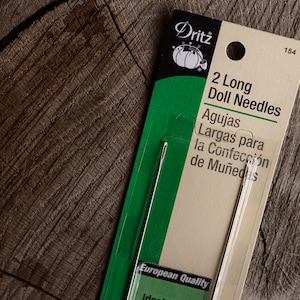 Dritz
154
2 Long
Doll Needles
Agujas
Largas para
la Confección
de Muñecas
European Quality